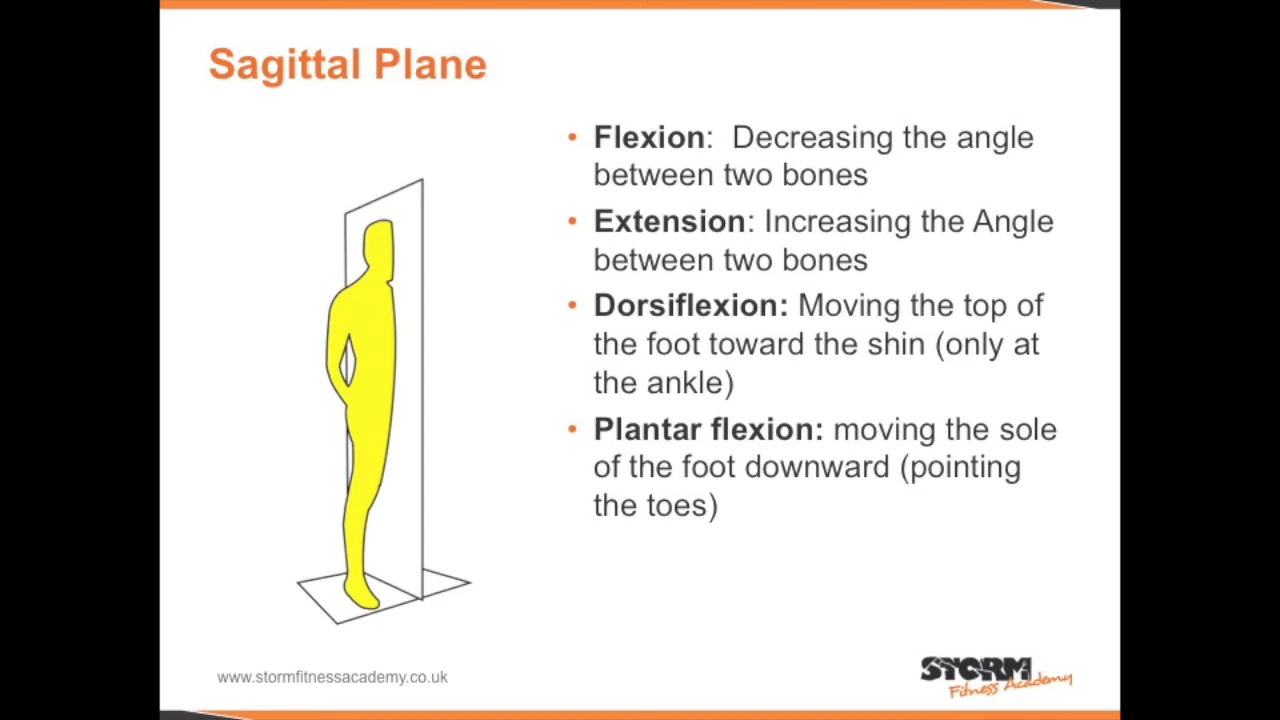 Sagittal Plane
• Flexion:  Decreasing the angle
between two bones
• Extension: Increasing the Angle
between two bones
• Dorsiflexion: Moving the top of
the foot toward the shin (only at
the ankle)
• Plantar flexion: moving the sole
of the foot downward (pointing
the toes)
www.stormfitnessacademy.co.uk
STORM
Fitness Academy